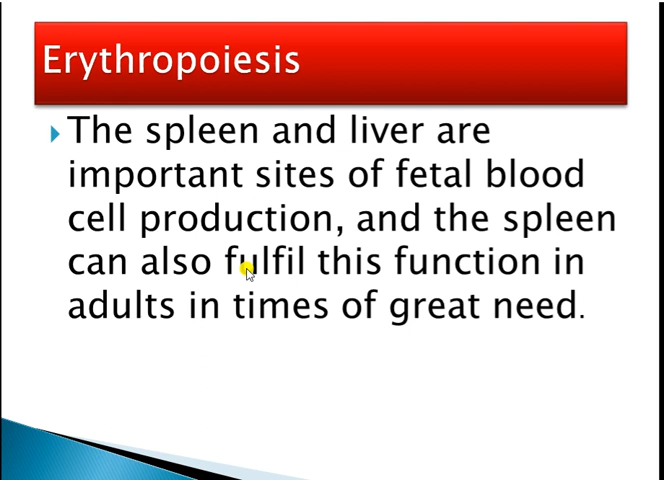 Erythropoiesis
The spleen and liver are
important sites of fetal blood
cell production, and the spleen
can also fulfil this function in
adults in times of great need.